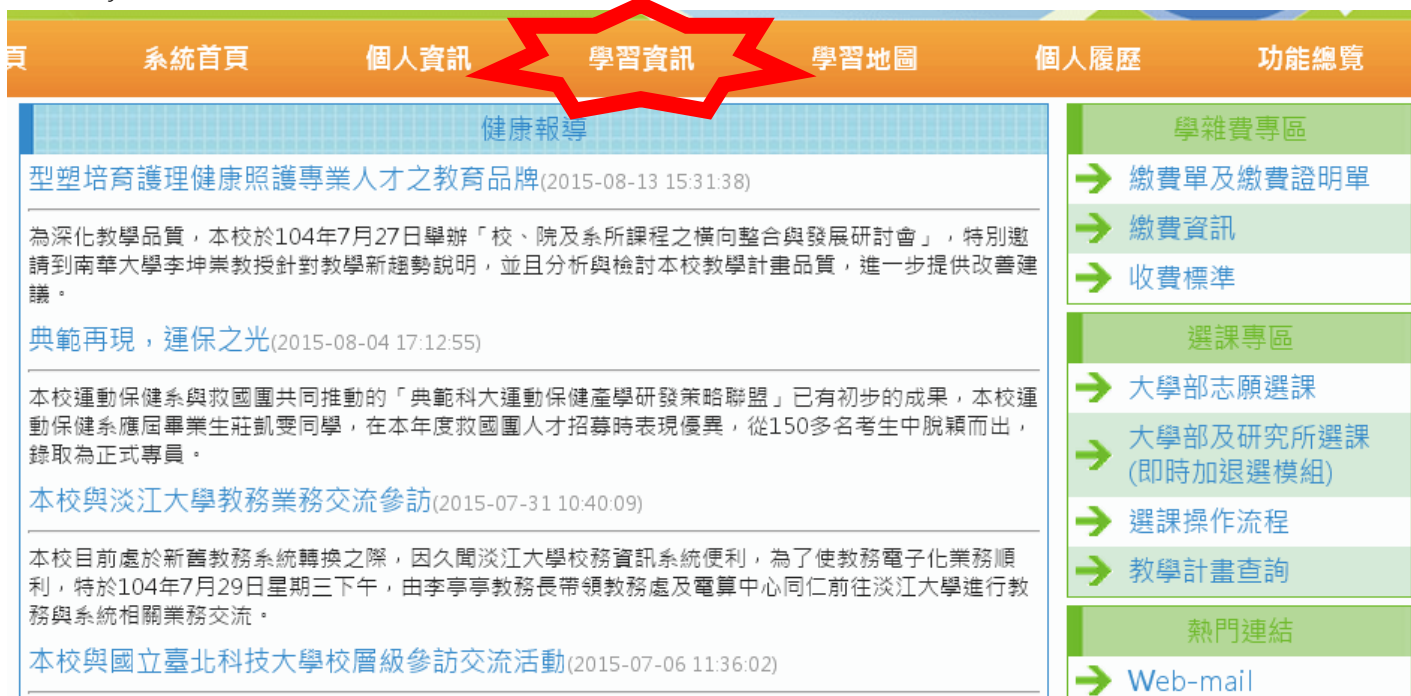 頁 系統首頁 個人資訊 學習資訊 學習地圖 個人履歷 功能總覽
健康報導
型塑培育護理健康照護專業人才之教育品牌(2015-08-13 15:31:38)
為深化教學品質，本校於104年7月27日舉辦「校、院及系所課程之橫向整合與發展研討會」，特別邀
請到南華大學李坤崇教授針對教學新趨勢說明，並且分析與檢討本校教學計畫品質，進一步提供改善建
議。
典範再現，運保之光(2015-08-04 17:12:55)
本校運動保健系與救國團共同推動的「典範科大運動保健產學研發策略聯盟」已有初步的成果，本校運
動保健系應屆畢業生莊凱雯同學，在本年度救國團人才招募時表現優異，從150多名考生中脫穎而出，
錄取為正式專員。
本校與淡江大學教務業務交流參訪(2015-07-31 10:40:09)
本校目前處於新舊教務系統轉換之際，因久聞淡江大學校務資訊系統便利，為了使教務電子化業務順
利，特於104年7月29日星期三下午，由李亭亭教務長帶領教務處及電算中心同仁前往淡江大學進行教
務與系統相關業務交流。
本校與國立臺北科技大學校層級參訪交流活動(2015-07-06 11:36:02)
學雜費專區
繳費單及繳費證明單
繳費資訊
收費標準
選課專區
大學部志願選課
大學部及研究所選課
(即時加退選模組)
選課操作流程
教學計畫查詢
熱門連結
Web-mail